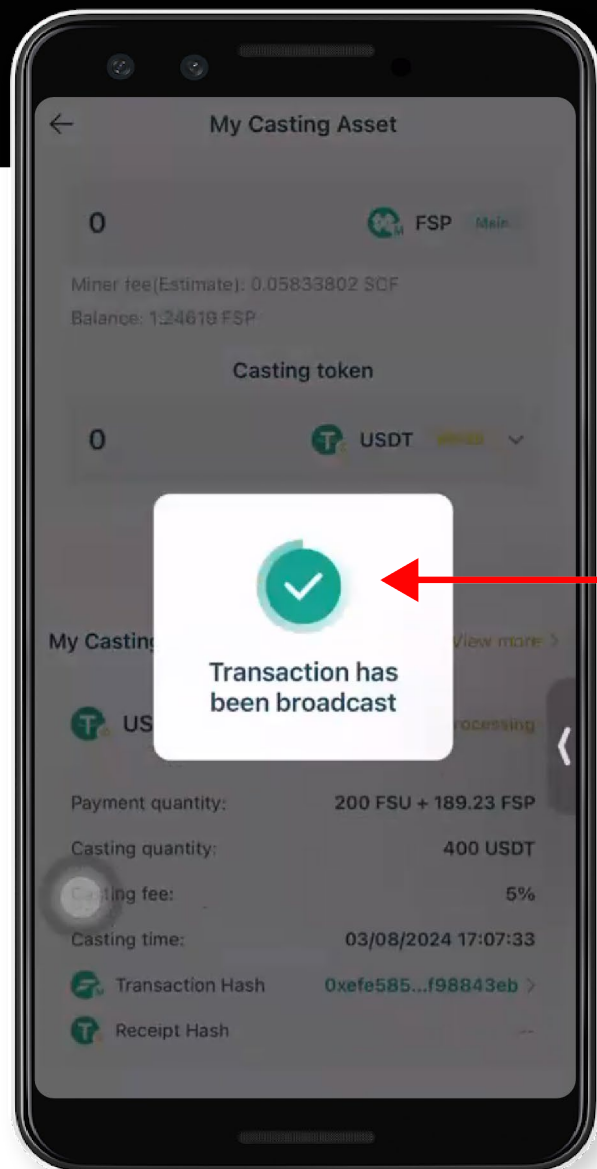 My Casting Asset
0 FSP Main
Miner fee(Estimate): 0.05833802 SCF
Balance: 1.24619 FSP
Casting token
0 USDT
Transaction has
been broadcast
My Casting View more >
US rocessing
Payment quantity: 200 FSU + 189.23 FSP
Casting quantity: 400 USDT
Casting fee: 5%
Casting time: 03/08/2024 17:07:33
Transaction Hash 0xefe585...f98843eb >
Receipt Hash --